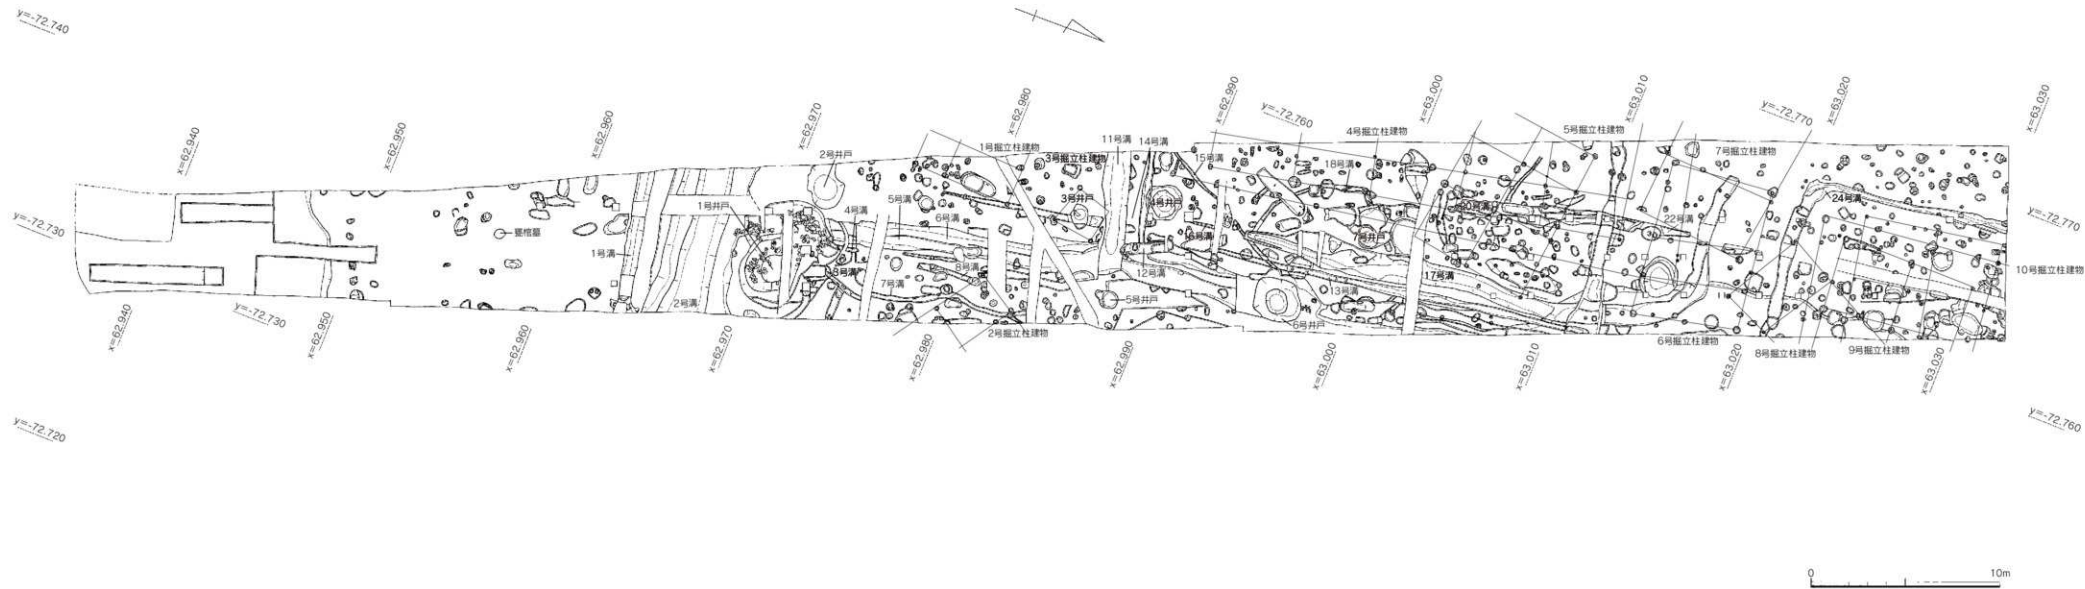 y=-72.740
x=62.940
x=62.950
x=62.960
x=62.970
x=62.980
x=62.990
y=-72.760
x=63.000
x=63.010
y=-72.770
x=63.020
x=63.030
2号井戸
1号掘立柱建物
3号掘立柱建物
11号溝
14号溝
15号溝
4号掘立柱建物
18号溝
5号掘立柱建物
7号掘立柱建物
y=-72.730
甕棺墓
1号溝
1号井戸
4号溝
5号溝
6号溝
3号井戸
4号井戸
16号溝
7号井戸
20号溝
22号溝
24号溝
y=-72.770
2号溝
3号溝
7号溝
8号溝
12号溝
5号井戸
13号溝
17号溝
10号掘立柱建物
6号井戸
2号掘立柱建物
6号掘立柱建物
8号掘立柱建物
9号掘立柱建物
x=62.940
y=-72.730
x=62.950
x=62.960
x=62.970
x=62.980
x=62.990
x=63.000
x=63.010
x=63.020
x=63.030
y=-72.720
y=-72.760
0
10m